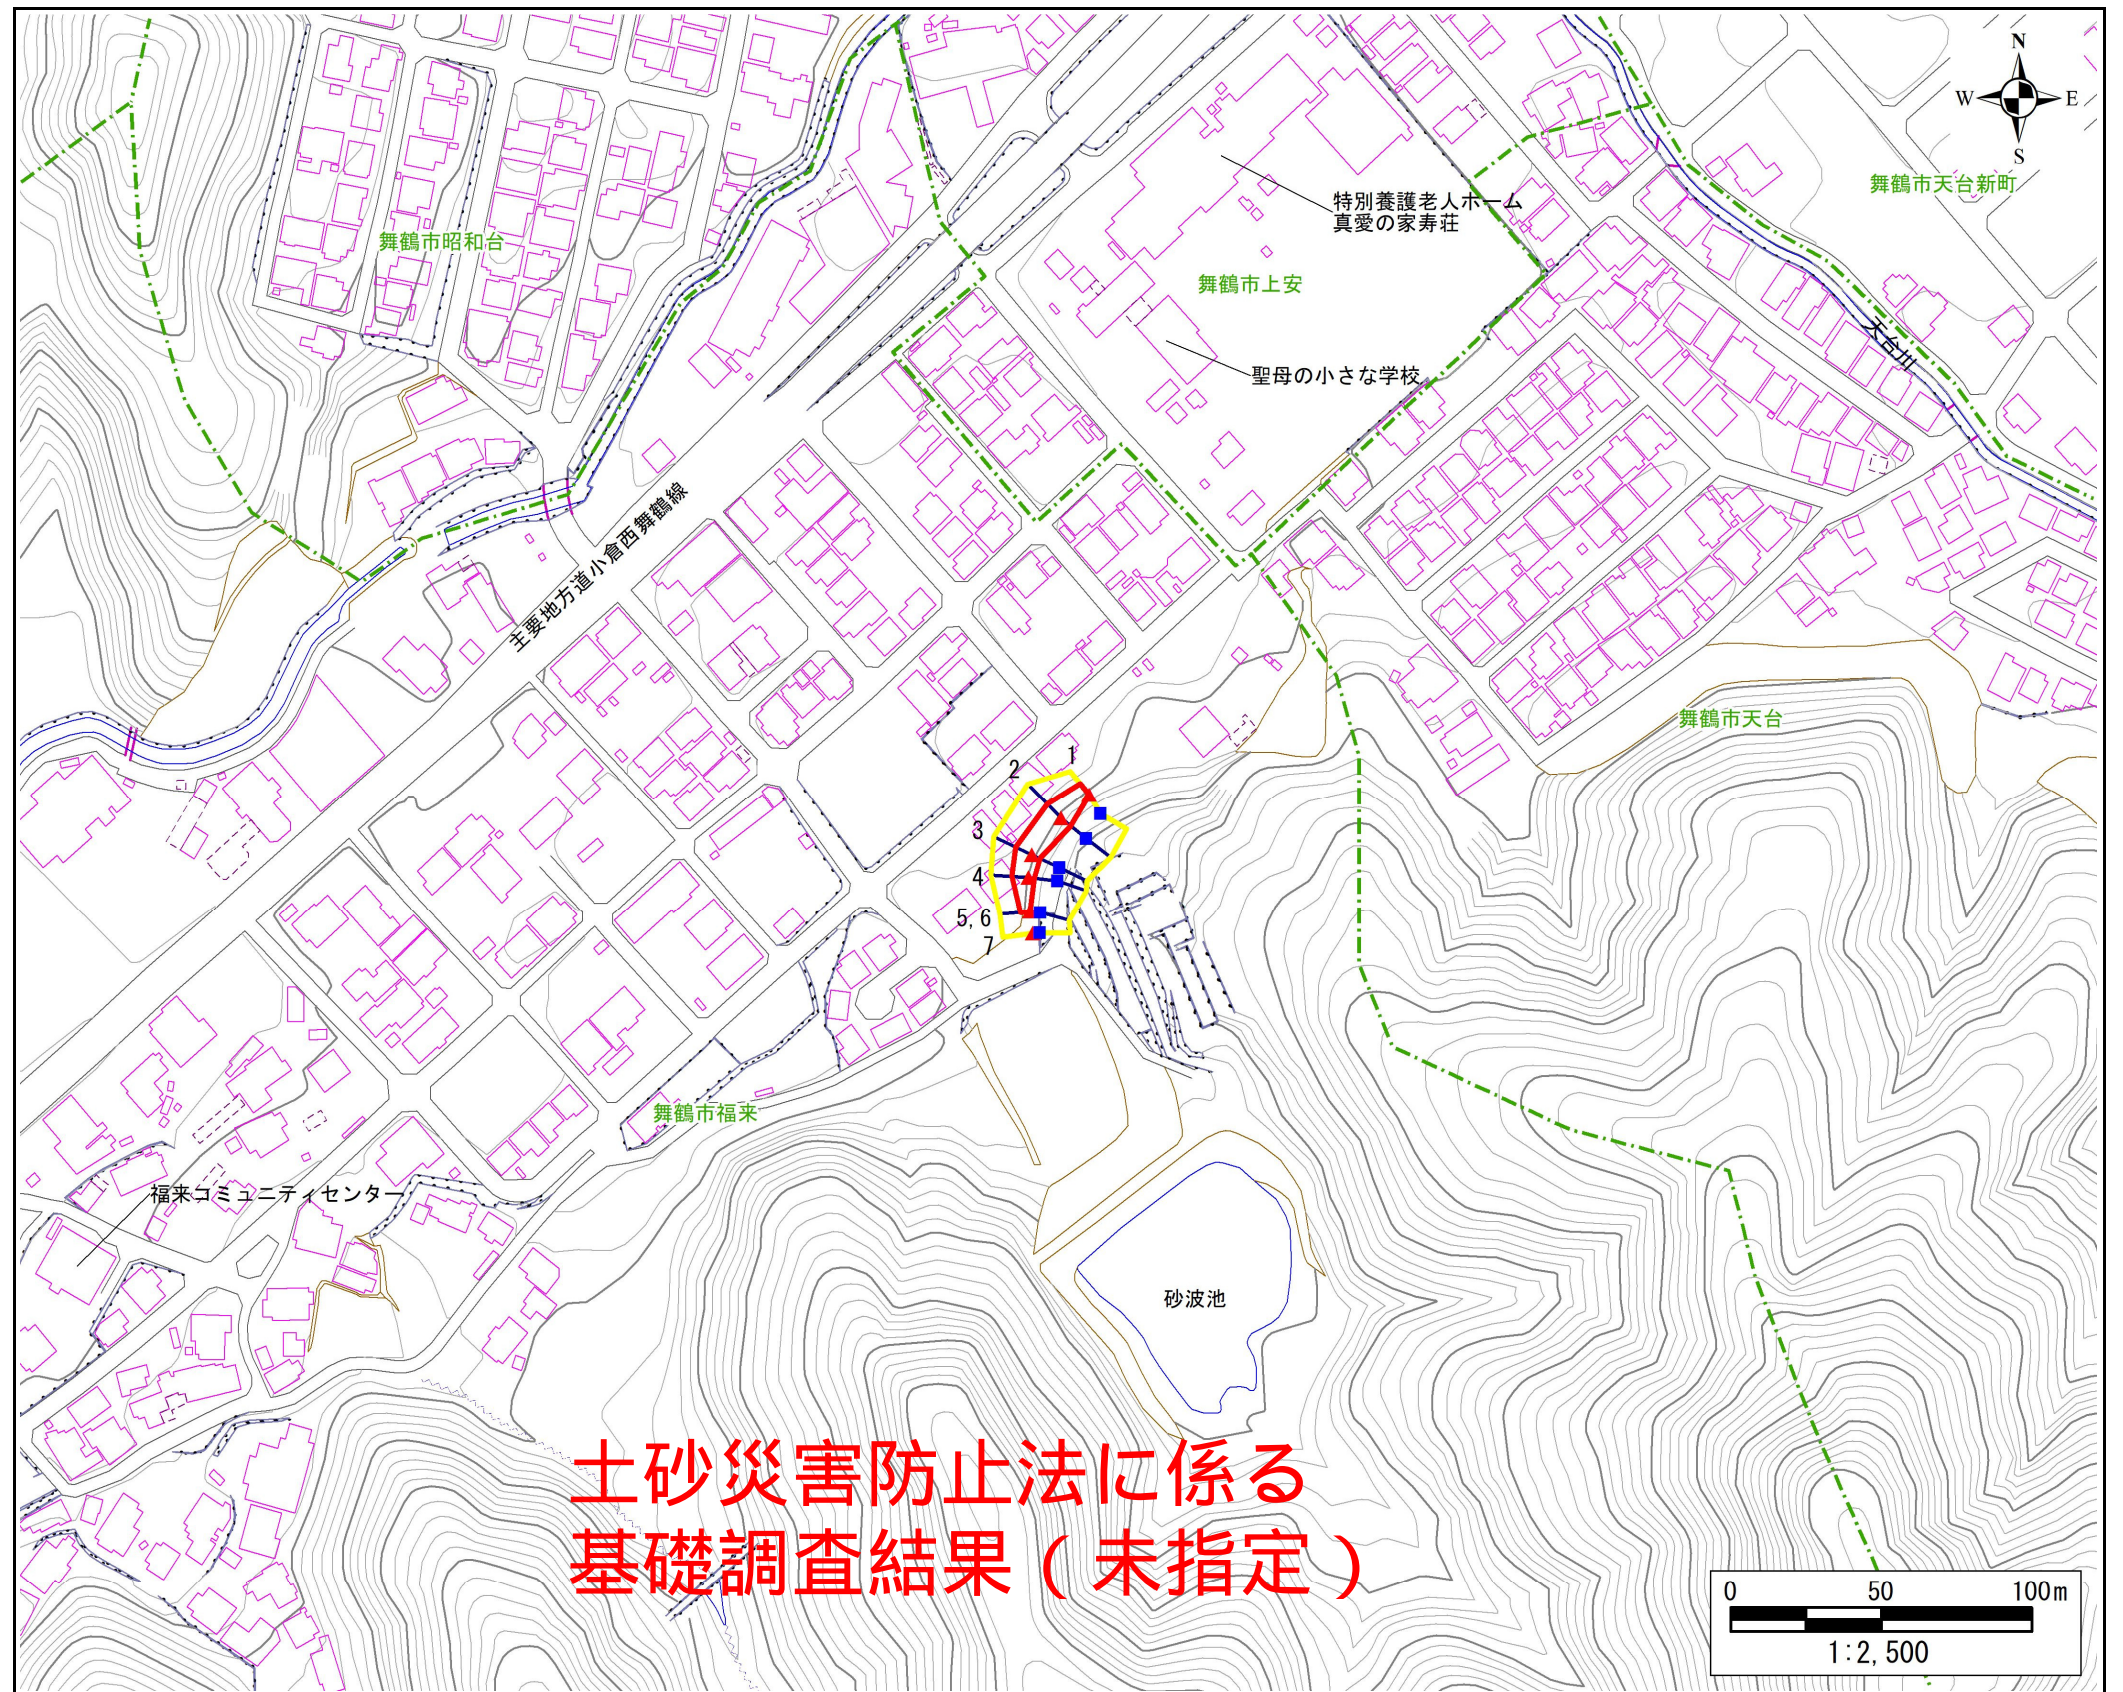 N
W
E
S
舞鶴市天台新町
特別養護老人ホーム
真愛の家寿荘
舞鶴市昭和台
舞鶴市上安
天台川
聖母の小さな学校
主要地方道小倉西舞鶴線
舞鶴市天台
1
2
3
4
5,6
7
舞鶴市福来
福来コミュニティセンター
砂波池
土砂災害防止法に係る
基礎調査結果(未指定)
0 50 100m
1:2,500